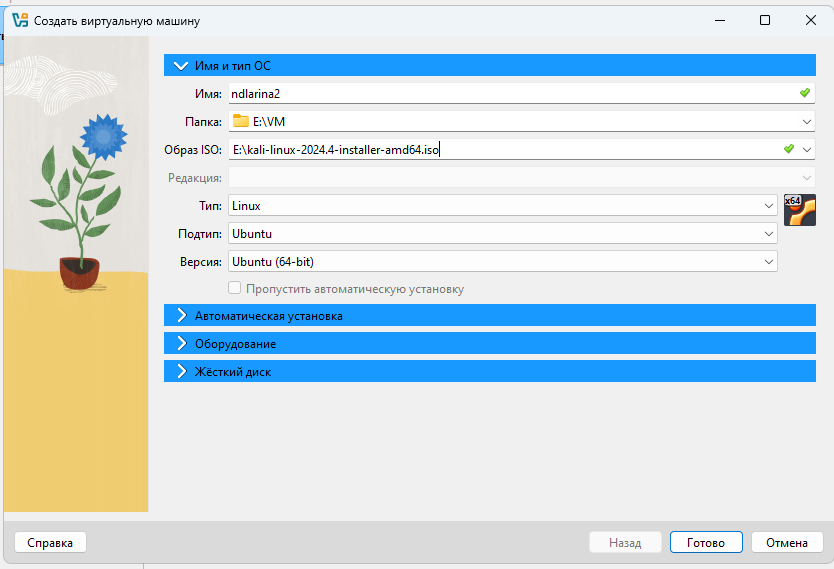 Создать виртуальную машину
Имя и тип ОС
Имя: ndlarina2
Папка: E:\VM
Образ ISO: E:\kali-linux-2024.4-installer-amd64.iso
Редакция:
Тип: Linux
x64
Подтип: Ubuntu
Версия: Ubuntu (64-bit)
Пропустить автоматическую установку
Автоматическая установка
Оборудование
Жёсткий диск
Справка Назад Готово Отмена